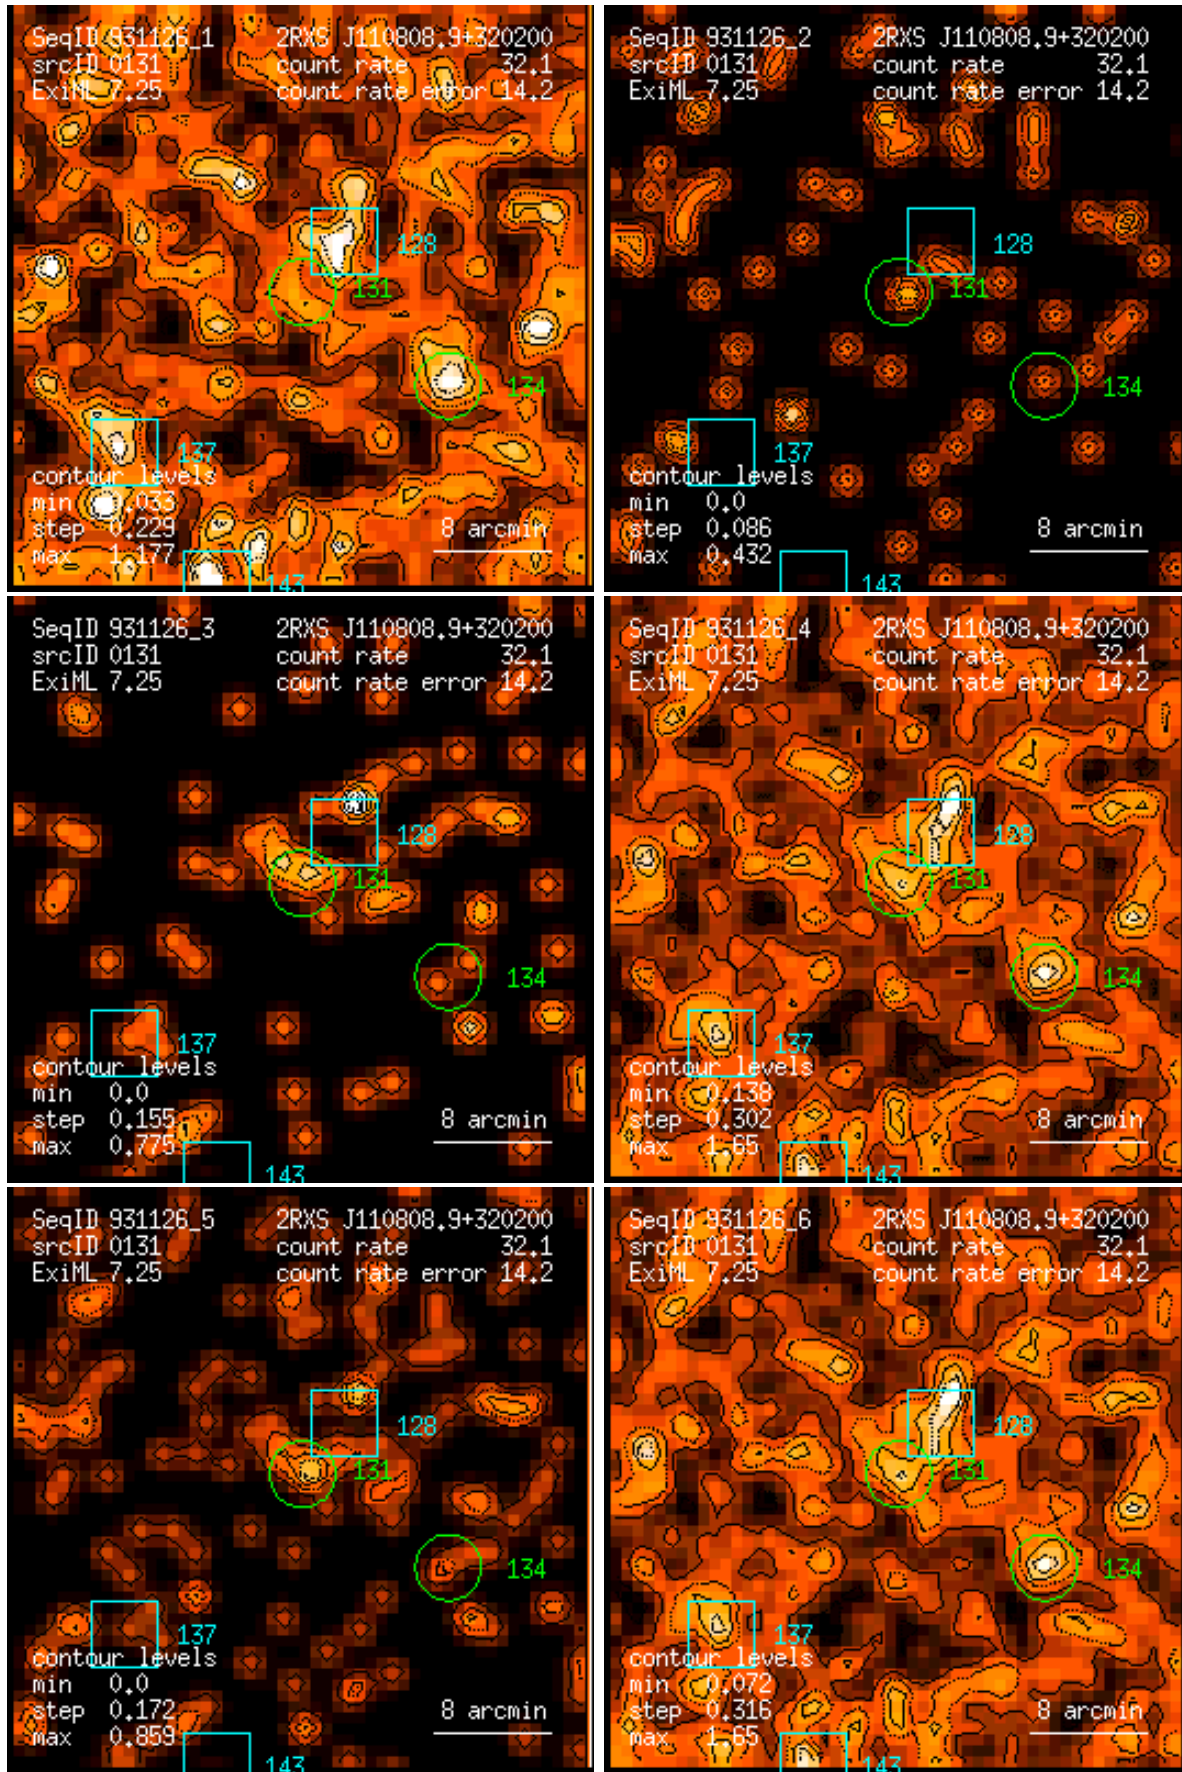 SeqID 931126_1 2RXS J110808.9+320200
srcID 0131 count rate 32.1
ExiML 7.25 count rate error 14.2
128
131
134
137
contour levels
min 0.033
step 0.229
max 1.177
8 arcmin
143
SeqID 931126_2 2RXS J110808.9+320200
srcID 0131 count rate 32.1
ExiML 7.25 count rate error 14.2
128
131
134
137
contour levels
min 0.0
step 0.086
max 0.432
8 arcmin
143
SeqID 931126_3 2RXS J110808.9+320200
srcID 0131 count rate 32.1
ExiML 7.25 count rate error 14.2
128
131
134
137
contour levels
min 0.0
step 0.155
max 0.775
8 arcmin
143
SeqID 931126_4 2RXS J110808.9+320200
srcID 0131 count rate 32.1
ExiML 7.25 count rate error 14.2
128
131
134
137
contour levels
min 0.138
step 0.302
max 1.65
8 arcmin
143
SeqID 931126_5 2RXS J110808.9+320200
srcID 0131 count rate 32.1
ExiML 7.25 count rate error 14.2
128
131
134
137
contour levels
min 0.0
step 0.172
max 0.859
8 arcmin
143
SeqID 931126_6 2RXS J110808.9+320200
srcID 0131 count rate 32.1
ExiML 7.25 count rate error 14.2
128
131
134
137
contour levels
min 0.072
step 0.316
max 1.65
8 arcmin
143